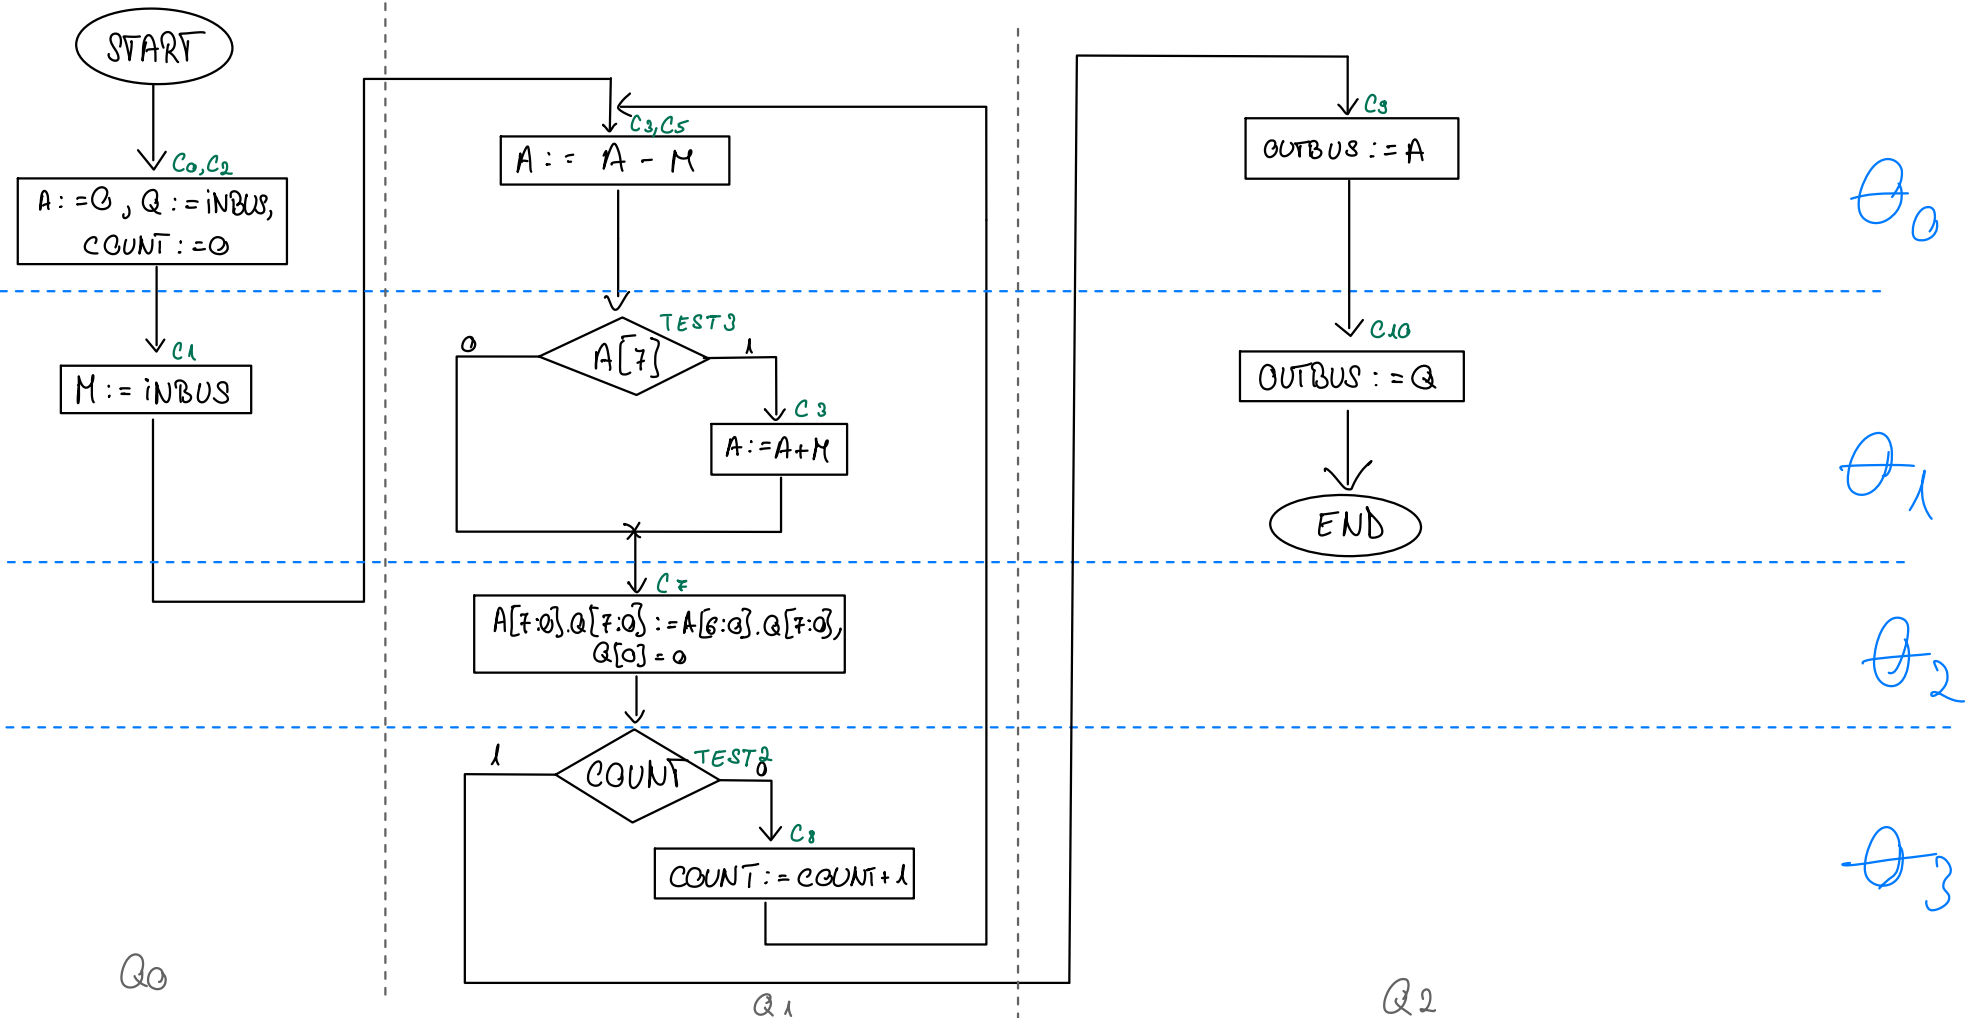 START
C0,C2
A:=0, Q:=iNBUS,
COUNT:=0
C1
M:=iNBUS
Q0
C3,C5
A:= A - M
TEST3
A[7]
0
1
C3
A:=A+M
C7
A[7:0].Q[7:0]:=A[6:0].Q[7:0],
Q[0]=0
TEST2
COUNT
1
0
C8
COUNT:=COUNT+1
Q1
C9
OUTBUS:=A
C10
OUTBUS:=Q
END
Q2
θ0
θ1
θ2
θ3